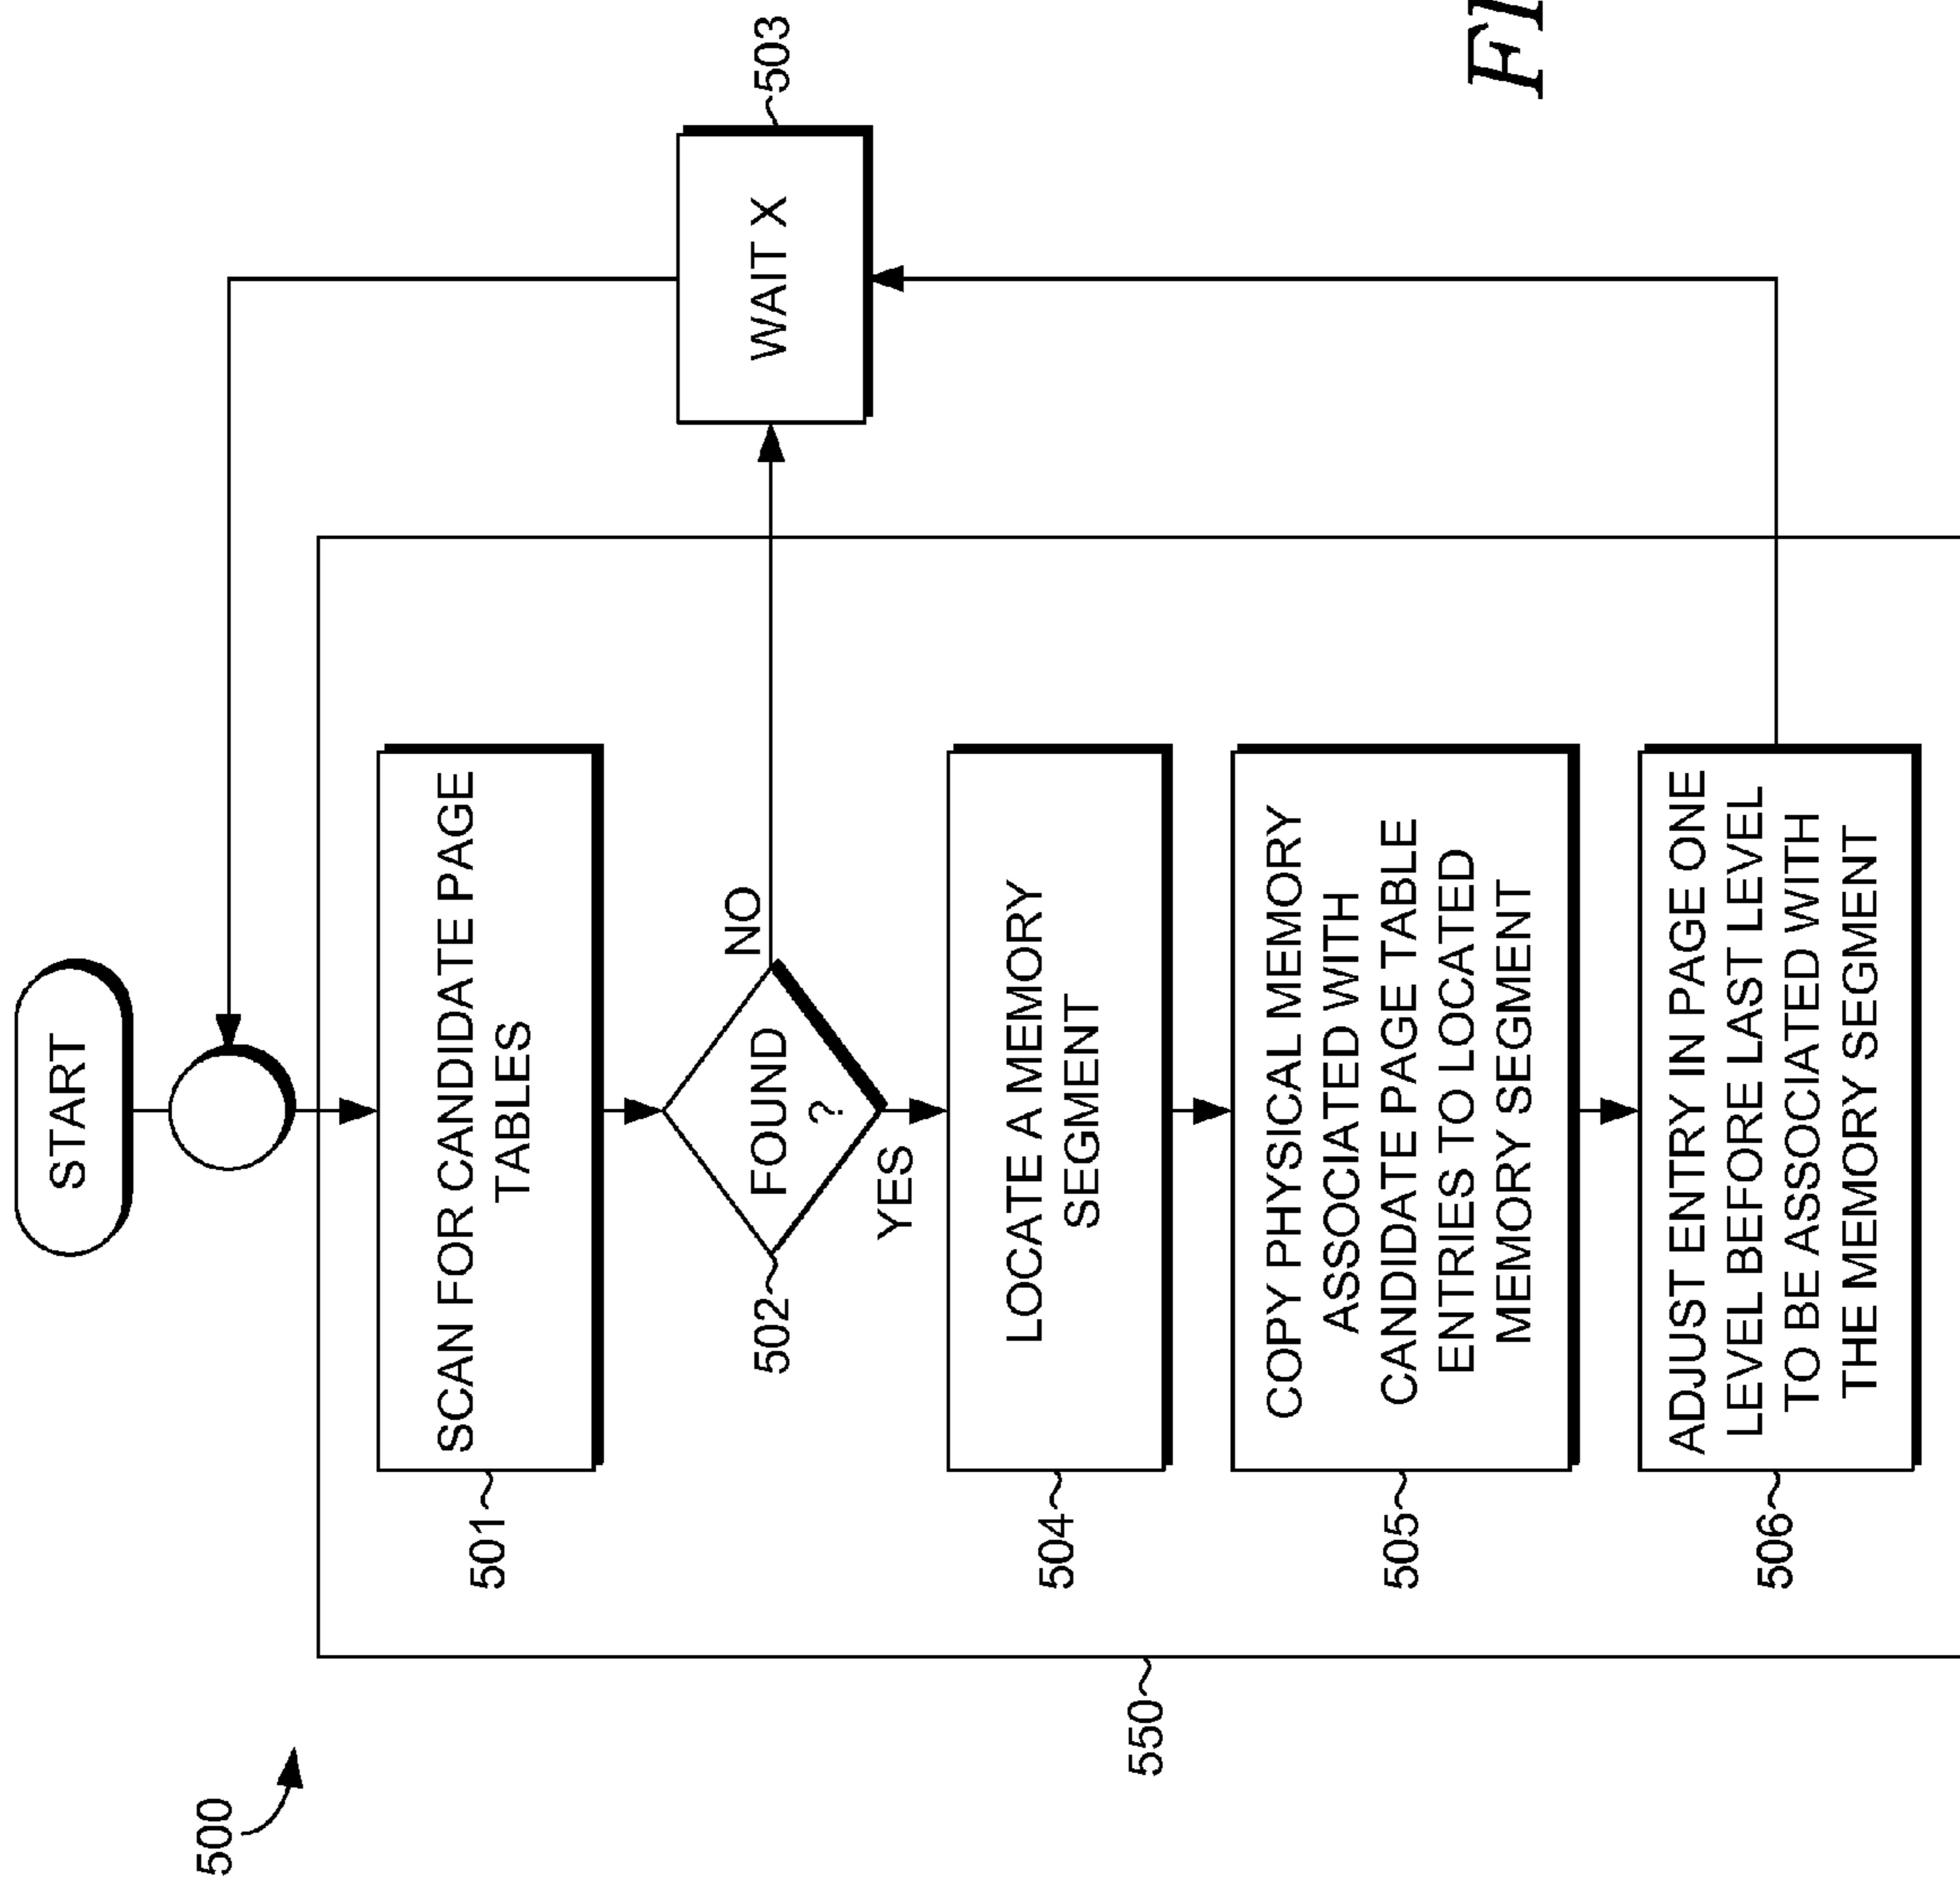 500
START
501
SCAN FOR CANDIDATE PAGE
TABLES
502
FOUND
?
NO
YES
WAIT X
503
550
504
LOCATE A MEMORY
SEGMENT
505
COPY PHYSICAL MEMORY
ASSOCIATED WITH
CANDIDATE PAGE TABLE
ENTRIES TO LOCATED
MEMORY SEGMENT
506
ADJUST ENTRY IN PAGE ONE
LEVEL BEFORE LAST LEVEL
TO BE ASSOCIATED WITH
THE MEMORY SEGMENT